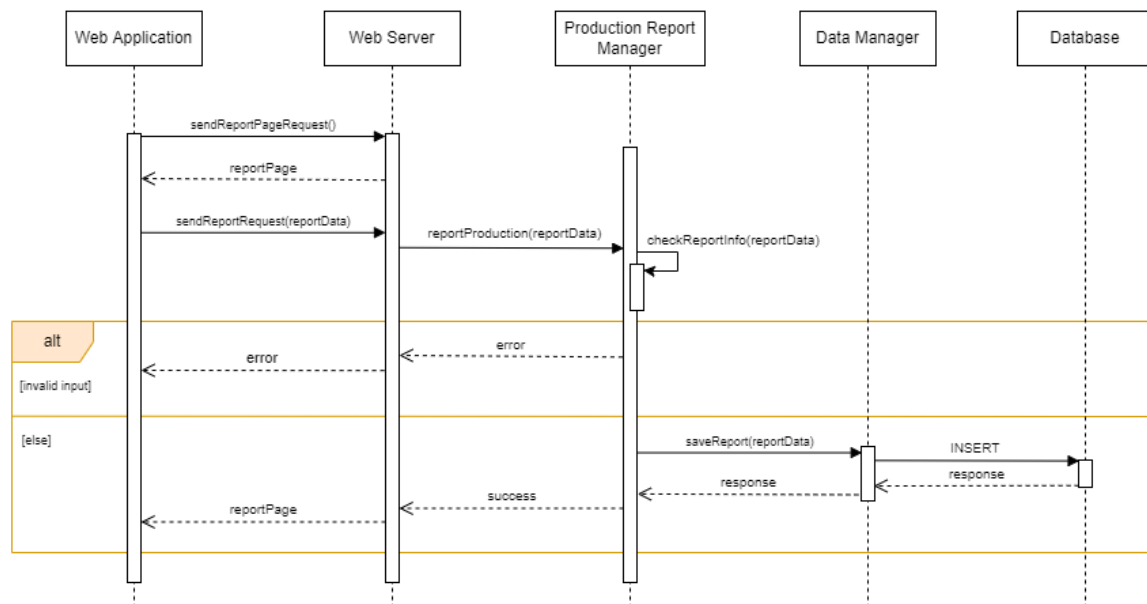 Web Application
Web Server
Production Report
Manager
Data Manager
Database
sendReportPageRequest()
reportPage
sendReportRequest(reportData)
reportProduction(reportData)
checkReportInfo(reportData)
alt
error
error
[invalid input]
[else]
saveReport(reportData)
INSERT
response
response
success
reportPage